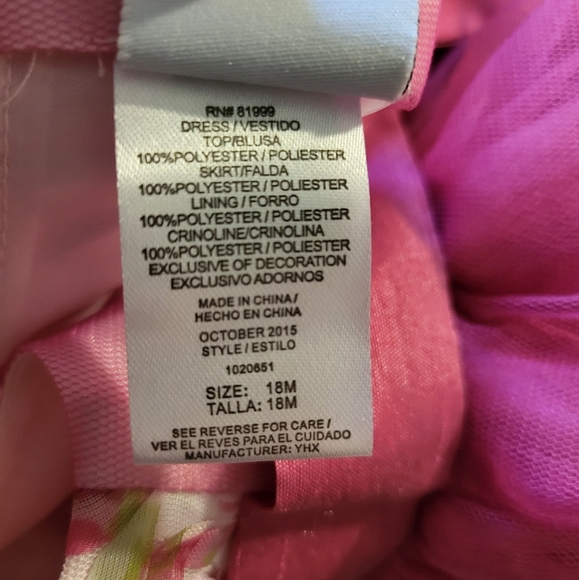 RN# 81999
DRESS / VESTIDO
TOP/BLUSA
100%POLYESTER / POLIESTER
SKIRT/FALDA
100%POLYESTER / POLIESTER
LINING / FORRO
100%POLYESTER / POLIESTER
CRINOLINE/CRINOLINA
100%POLYESTER / POLIESTER
EXCLUSIVE OF DECORATION
EXCLUSIVO ADORNOS
MADE IN CHINA /
HECHO EN CHINA
OCTOBER 2015
STYLE / ESTILO
1020651
SIZE: 18M
TALLA: 18M
SEE REVERSE FOR CARE /
VER EL REVES PARA EL CUIDADO
MANUFACTURER: YHX